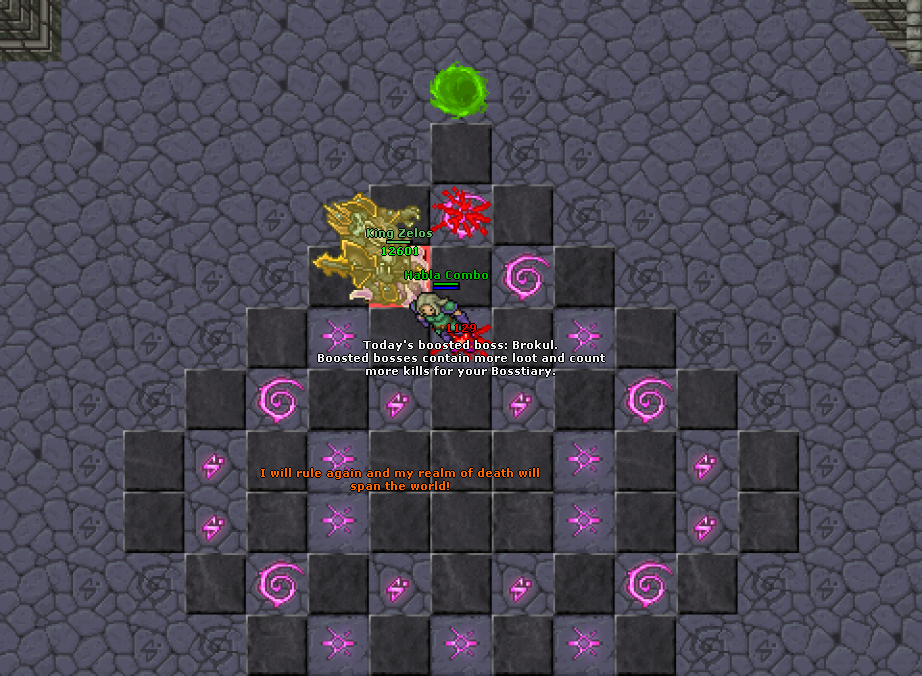 King Zelos
12601
Habla Combo
1129
Today's boosted boss: Brokul.
Boosted bosses contain more loot and count
more kills for your Bosstiary.
I will rule again and my realm of death will
span the world!